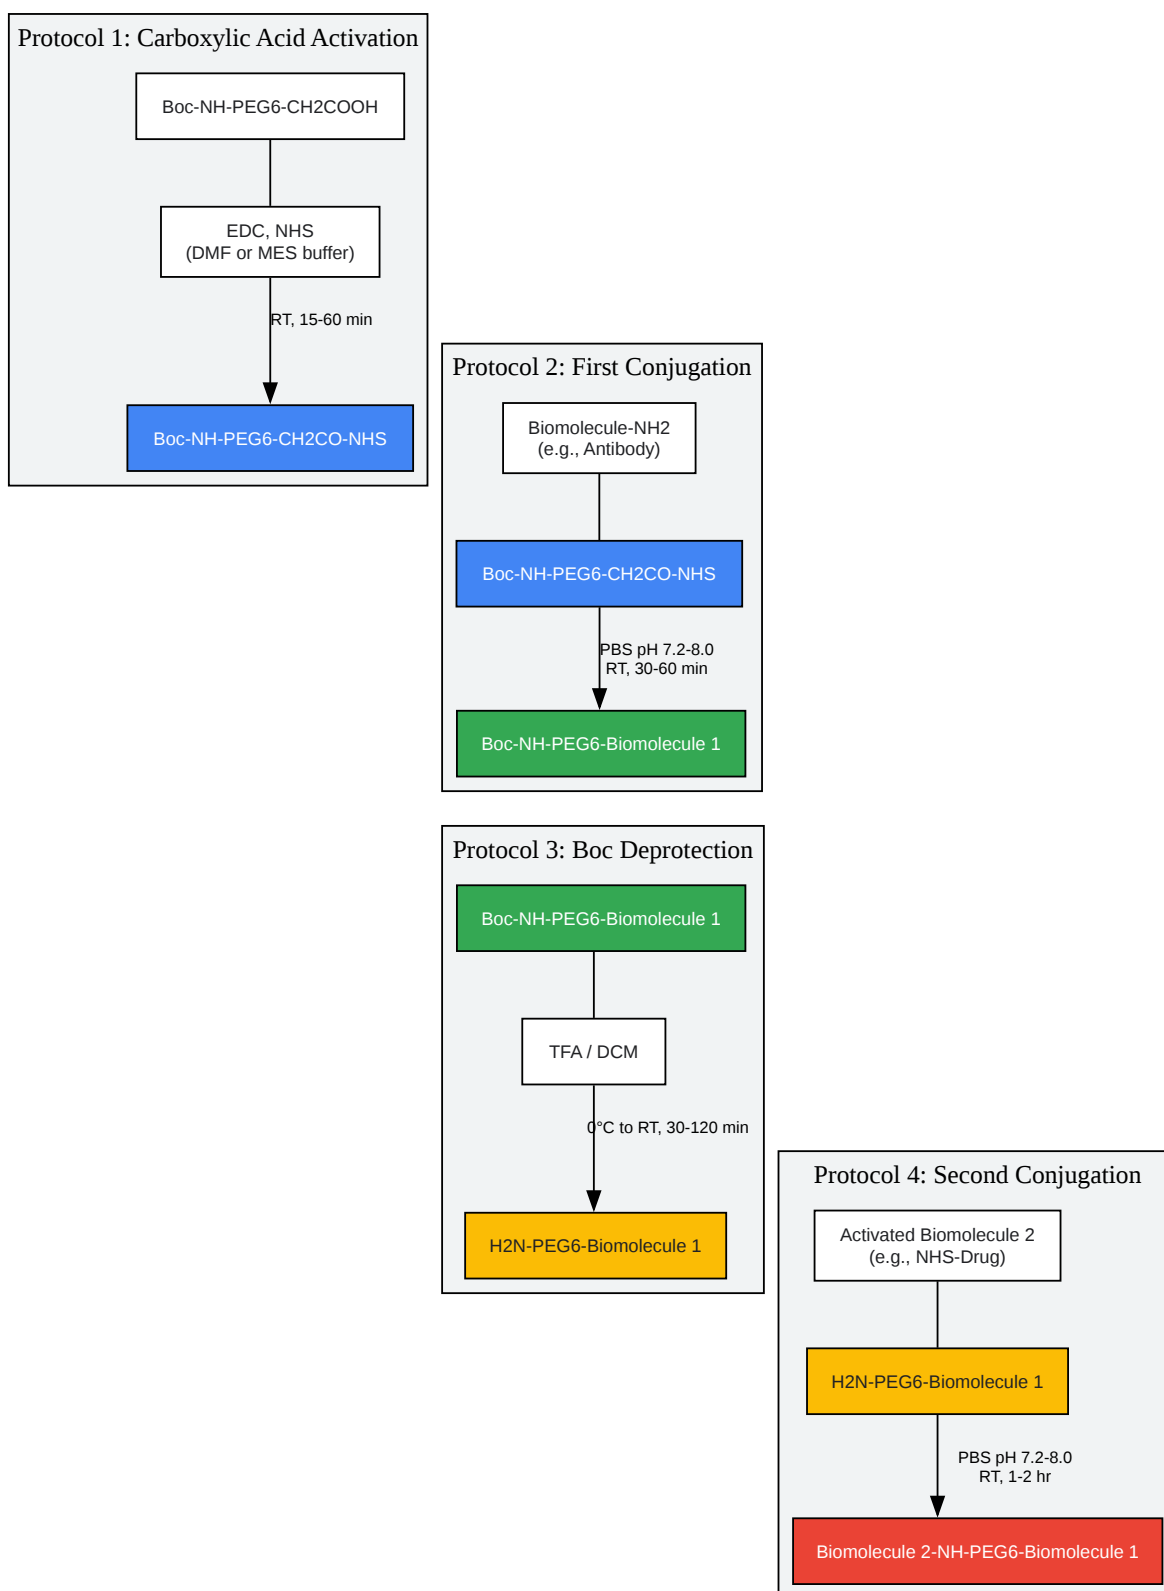 Protocol 1: Carboxylic Acid Activation
Boc-NH-PEG6-CH2COOH
EDC, NHS
(DMF or MES buffer)
RT, 15-60 min
Boc-NH-PEG6-CH2CO-NHS
Protocol 2: First Conjugation
Biomolecule-NH2
(e.g., Antibody)
Boc-NH-PEG6-CH2CO-NHS
PBS pH 7.2-8.0
RT, 30-60 min
Boc-NH-PEG6-Biomolecule 1
Protocol 3: Boc Deprotection
Boc-NH-PEG6-Biomolecule 1
TFA / DCM
0°C to RT, 30-120 min
H2N-PEG6-Biomolecule 1
Protocol 4: Second Conjugation
Activated Biomolecule 2
(e.g., NHS-Drug)
H2N-PEG6-Biomolecule 1
PBS pH 7.2-8.0
RT, 1-2 hr
Biomolecule 2-NH-PEG6-Biomolecule 1